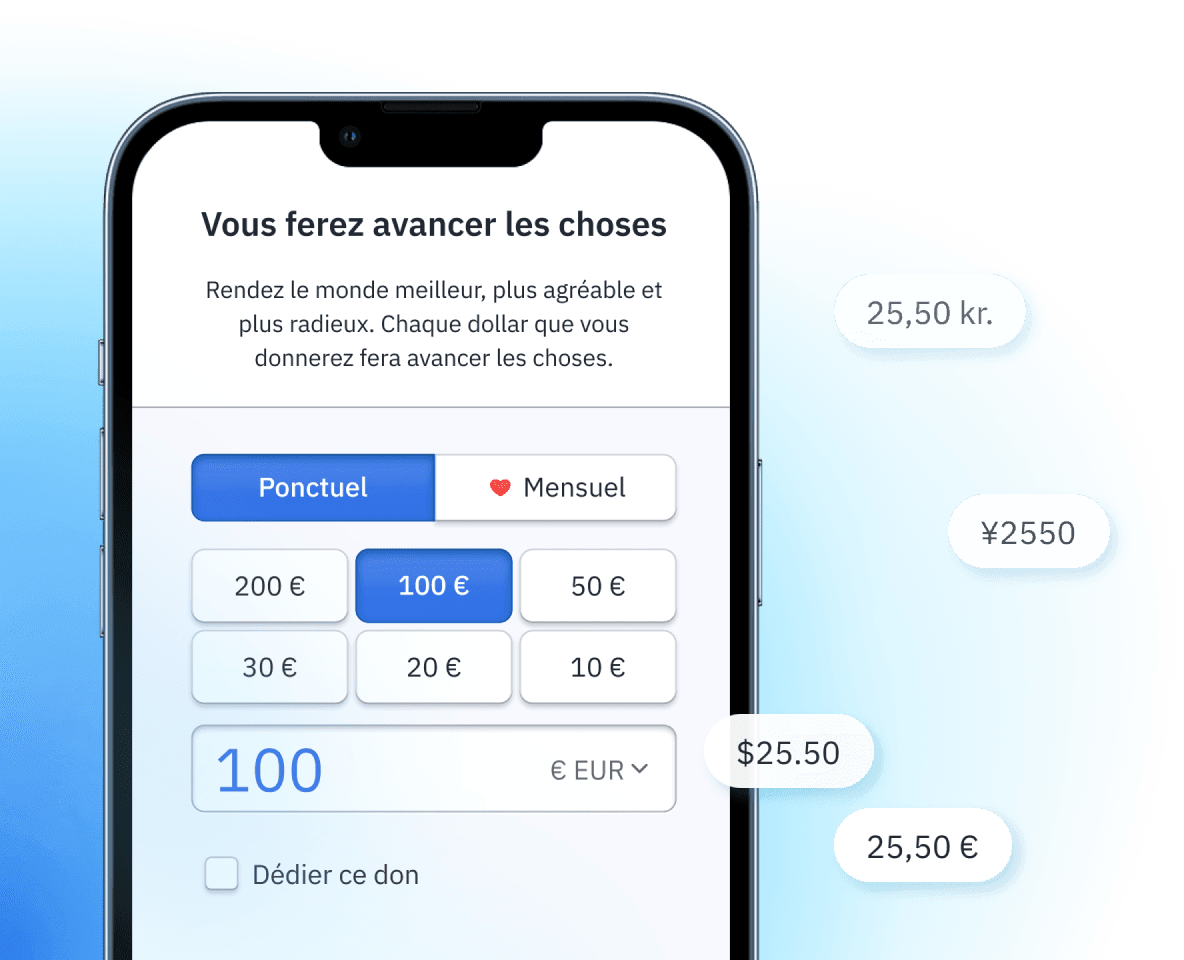 Vous ferez avancer les choses
Rendez le monde meilleur, plus agréable et
plus radieux. Chaque dollar que vous
donnerez fera avancer les choses.
Ponctuel
Mensuel
200 €
100 €
50 €
30 €
20 €
10 €
100
€ EUR
Dédier ce don
25,50 kr.
¥2550
$25.50
25,50 €